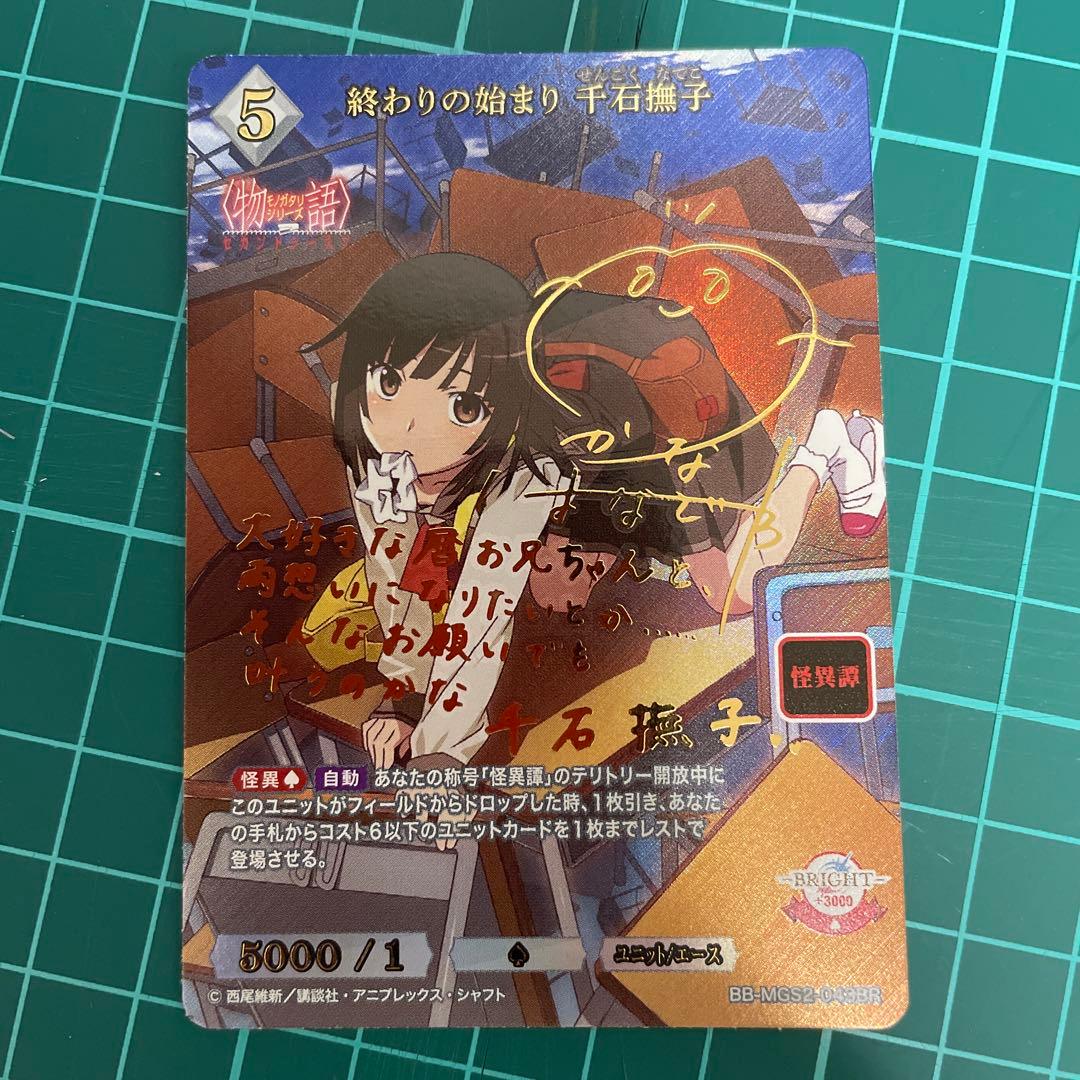 5
終わりの始まり 千石撫子
せんごく なでこ
〈物語〉
モノガタリ
シリーズ
セカンドシーズン
かな
はなざわ
大好きな暦お兄ちゃんと、
両想いになりたいとか……
そんなお願いでも
叶うのかな
千石 撫子
怪異譚
怪異♠ 自動 あなたの称号「怪異譚」のテリトリー開放中に
このユニットがフィールドからドロップした時、1枚引き、あなた
の手札からコスト6以下のユニットカードを1枚までレストで
登場させる。
BRIGHT
+3000
5000 / 1
♠
ユニット/エース
© 西尾維新／講談社・アニプレックス・シャフト
BB-MGS2-043BR